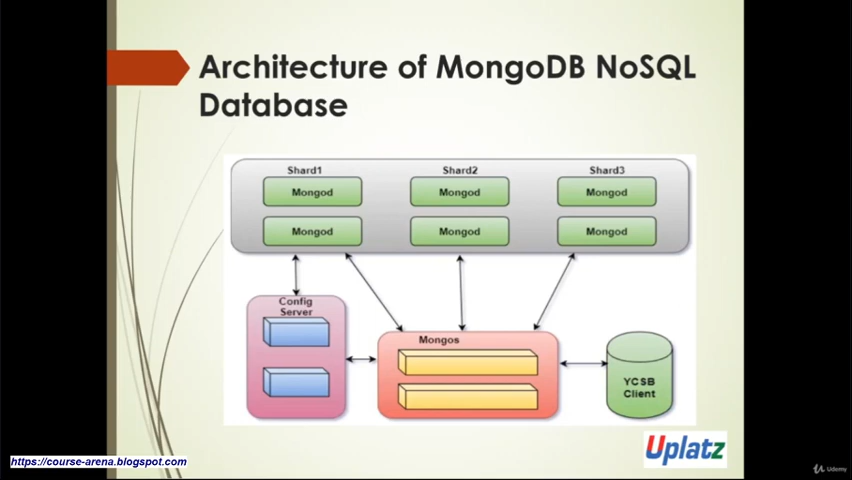 Architecture of MongoDB NoSQL
Database
Shard1 Shard2 Shard3
Mongod Mongod Mongod
Mongod Mongod Mongod
Config
Server
Mongos
YCSB
Client
Uplatz
https://course-arena.blogspot.com
Udemy